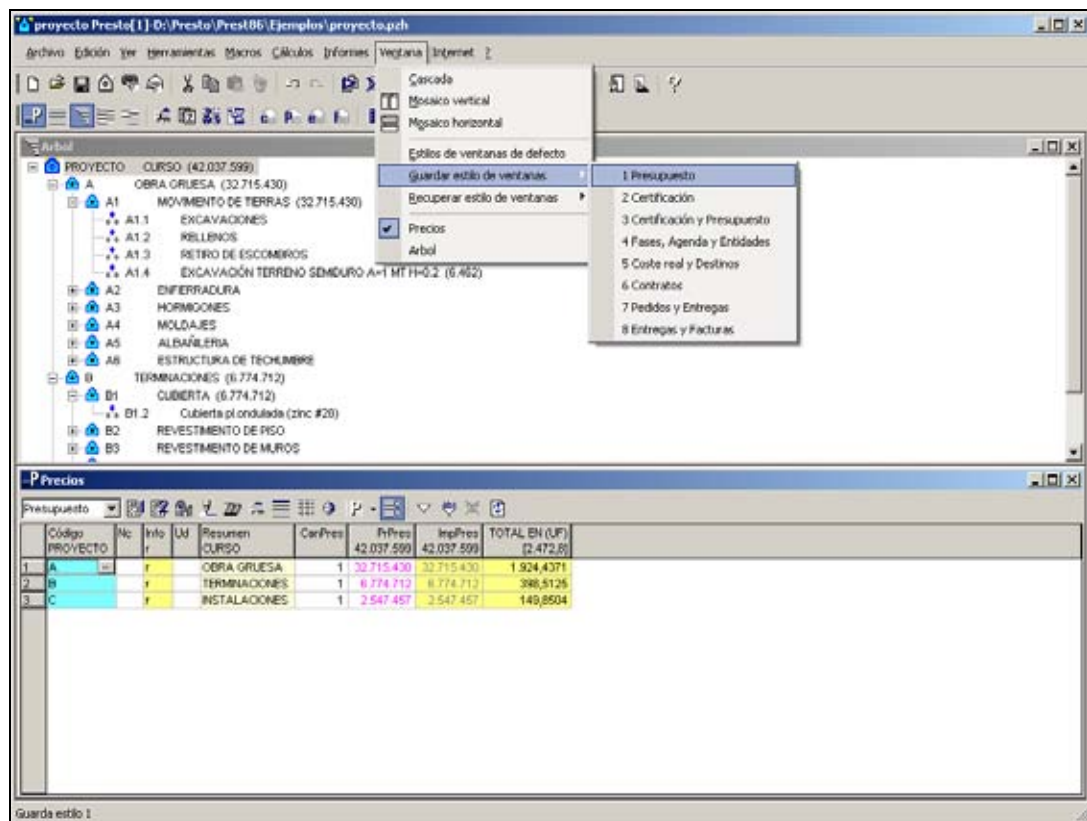 proyecto Presto[1]-D:\Presto\Prest86\Ejemplos\proyecto.pzh
Archivo Edición Ver Herramientas Macros Cálculos Informes Ventana Internet ?
Cascada
Mosaico vertical
Mosaico horizontal
Estilos de ventanas de defecto
Guardar estilo de ventanas
Recuperar estilo de ventanas
Precios
Arbol
1 Presupuesto
2 Certificación
3 Certificación y Presupuesto
4 Fases, Agenda y Entidades
5 Coste real y Destinos
6 Contratos
7 Pedidos y Entregas
8 Entregas y Facturas
Arbol
PROYECTO CURSO (42.037.599)
A OBRA GRUESA (32.715.430)
A1 MOVIMIENTO DE TIERRAS (32.715.430)
A1.1 EXCAVACIONES
A1.2 RELLENOS
A1.3 RETIRO DE ESCOMBROS
A1.4 EXCAVACIÓN TERRENO SEMIDURO A=1 MT H=0.2 (6.462)
A2 ENFIERRADURA
A3 HORMIGONES
A4 MOLDAJES
A5 ALBAÑILERIA
A6 ESTRUCTURA DE TECHUMBRE
B TERMINACIONES (6.774.712)
B1 CUBIERTA (6.774.712)
B1.2 Cubierta pl.ondulada (zinc #28)
B2 REVESTIMIENTO DE PISO
B3 REVESTIMIENTO DE MUROS
Precios
Presupuesto
Código Nc Info Ud Resumen CanPres PrPres ImpPres TOTAL EN (UF)
PROYECTO r CURSO 42.037.599 42.037.599 [2.472,8]
1 A r OBRA GRUESA 1 32.715.430 32.715.430 1.924,4371
2 B r TERMINACIONES 1 6.774.712 6.774.712 398,5125
3 C r INSTALACIONES 1 2.547.457 2.547.457 149,8504
Guarda estilo 1